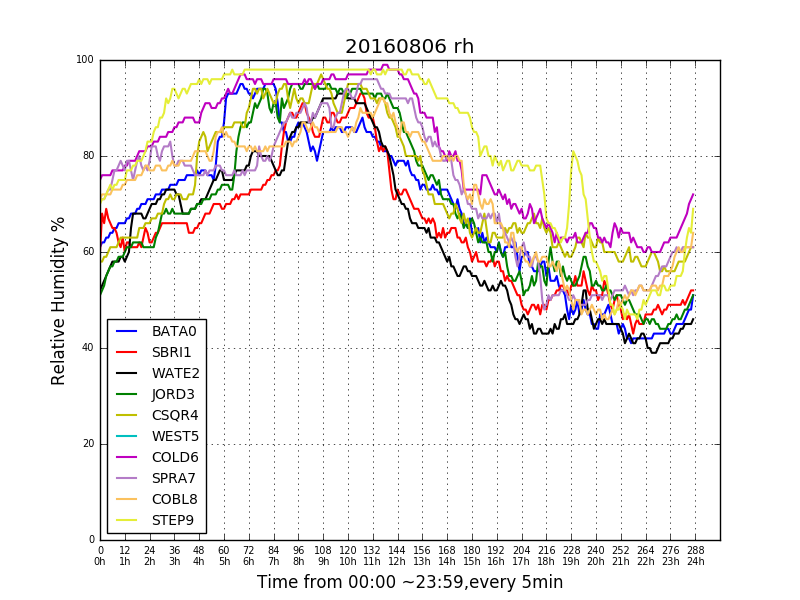 20160806 rh
100
80
60
40
20
0
Relative Humidity %
BATA0
SBRI1
WATE2
JORD3
CSQR4
WEST5
COLD6
SPRA7
COBL8
STEP9
0 12 24 36 48 60 72 84 96 108 120 132 144 156 168 180 192 204 216 228 240 252 264 276 288
0h 1h 2h 3h 4h 5h 6h 7h 8h 9h 10h 11h 12h 13h 14h 15h 16h 17h 18h 19h 20h 21h 22h 23h 24h
Time from 00:00 ~23:59,every 5min